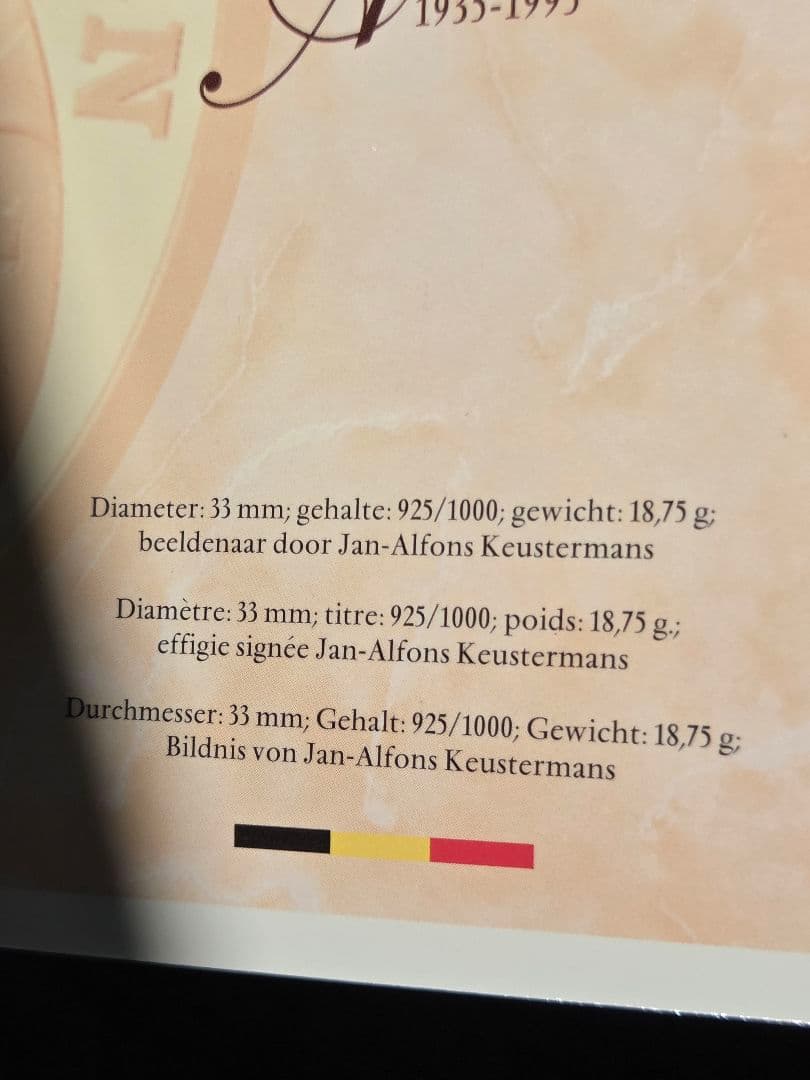 1935-1995
N
Diameter: 33 mm; gehalte: 925/1000; gewicht: 18,75 g;
beeldenaar door Jan-Alfons Keustermans
Diamètre: 33 mm; titre: 925/1000; poids: 18,75 g.;
effigie signée Jan-Alfons Keustermans
Durchmesser: 33 mm; Gehalt: 925/1000; Gewicht: 18,75 g;
Bildnis von Jan-Alfons Keustermans